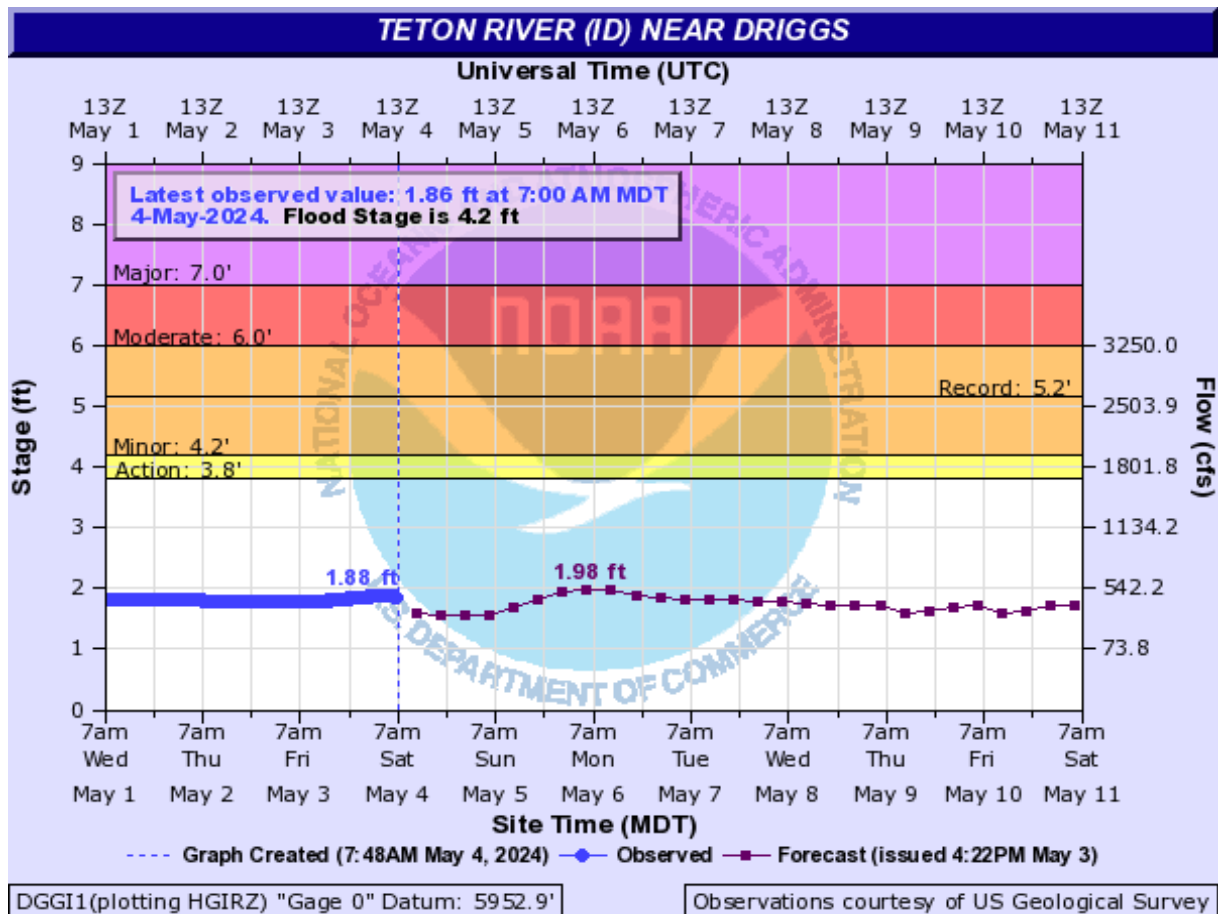 TETON RIVER (ID) NEAR DRIGGS
Universal Time (UTC)
13Z 13Z 13Z 13Z 13Z 13Z 13Z 13Z 13Z 13Z 13Z
May 1 May 2 May 3 May 4 May 5 May 6 May 7 May 8 May 9 May 10 May 11
Latest observed value: 1.86 ft at 7:00 AM MDT
4-May-2024. Flood Stage is 4.2 ft
NATIONAL OCEANIC AND ATMOSPHERIC ADMINISTRATION
NOAA
U.S. DEPARTMENT OF COMMERCE
Stage (ft)
9
8
7
6
5
4
3
2
1
0
Major: 7.0'
Moderate: 6.0'
Record: 5.2'
Minor: 4.2'
Action: 3.8'
1.88 ft
1.98 ft
3250.0
2503.9
1801.8
1134.2
542.2
73.8
Flow (cfs)
7am 7am 7am 7am 7am 7am 7am 7am 7am 7am 7am
Wed Thu Fri Sat Sun Mon Tue Wed Thu Fri Sat
May 1 May 2 May 3 May 4 May 5 May 6 May 7 May 8 May 9 May 10 May 11
Site Time (MDT)
Graph Created (7:48AM May 4, 2024) Observed Forecast (issued 4:22PM May 3)
DGGI1(plotting HGIRZ) "Gage 0" Datum: 5952.9'
Observations courtesy of US Geological Survey